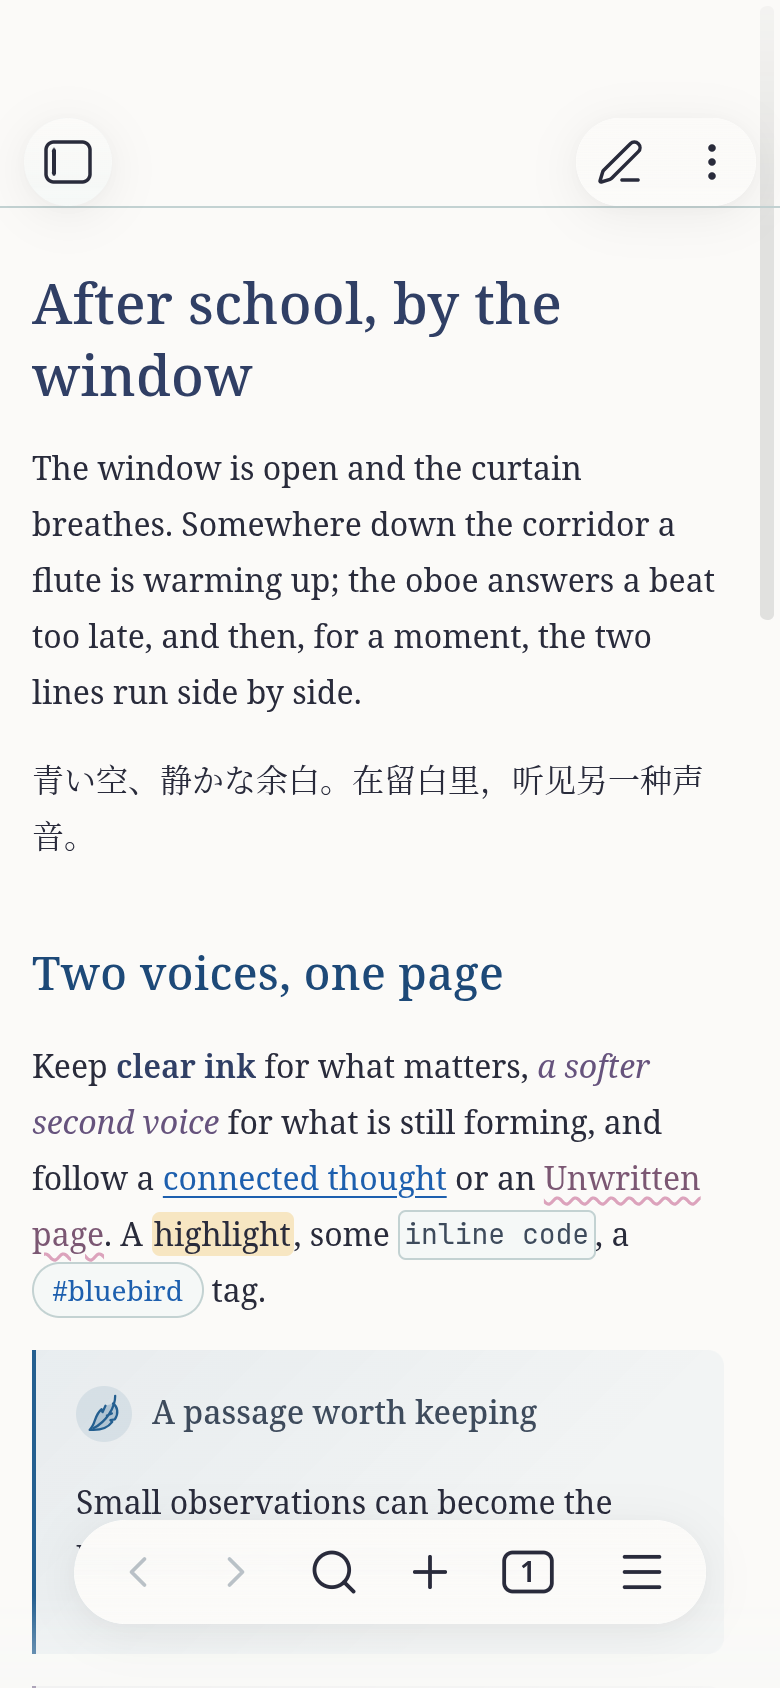 After school, by the
window
The window is open and the curtain
breathes. Somewhere down the corridor a
flute is warming up; the oboe answers a beat
too late, and then, for a moment, the two
lines run side by side.
青い空、静かな余白。在留白里，听见另一种声
音。
Two voices, one page
Keep clear ink for what matters, a softer
second voice for what is still forming, and
follow a connected thought or an Unwritten
page. A highlight, some inline code, a
#bluebird tag.
A passage worth keeping
Small observations can become the
1